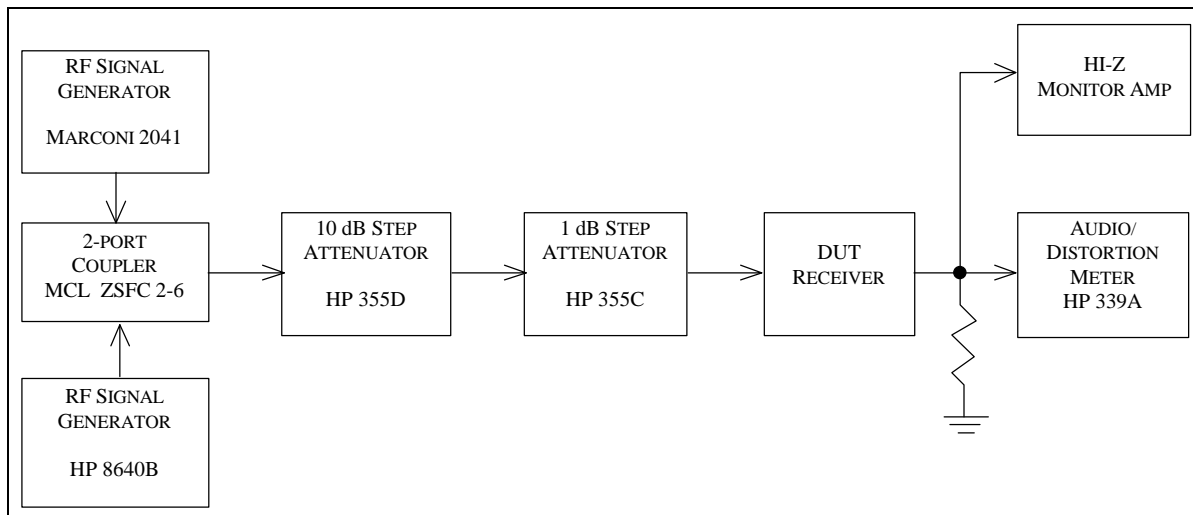 RF SIGNAL
GENERATOR
MARCONI 2041
2-PORT
COUPLER
MCL ZSFC 2-6
RF SIGNAL
GENERATOR
HP 8640B
10 dB STEP
ATTENUATOR
HP 355D
1 dB STEP
ATTENUATOR
HP 355C
DUT
RECEIVER
HI-Z
MONITOR AMP
AUDIO/
DISTORTION
METER
HP 339A